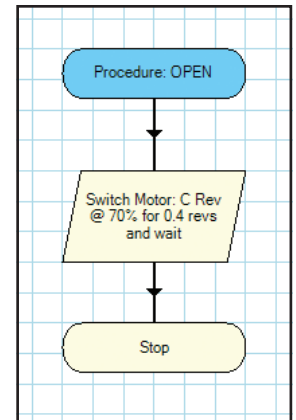 Procedure: OPEN
Switch Motor: C Rev
@ 70% for 0.4 revs
and wait
Stop